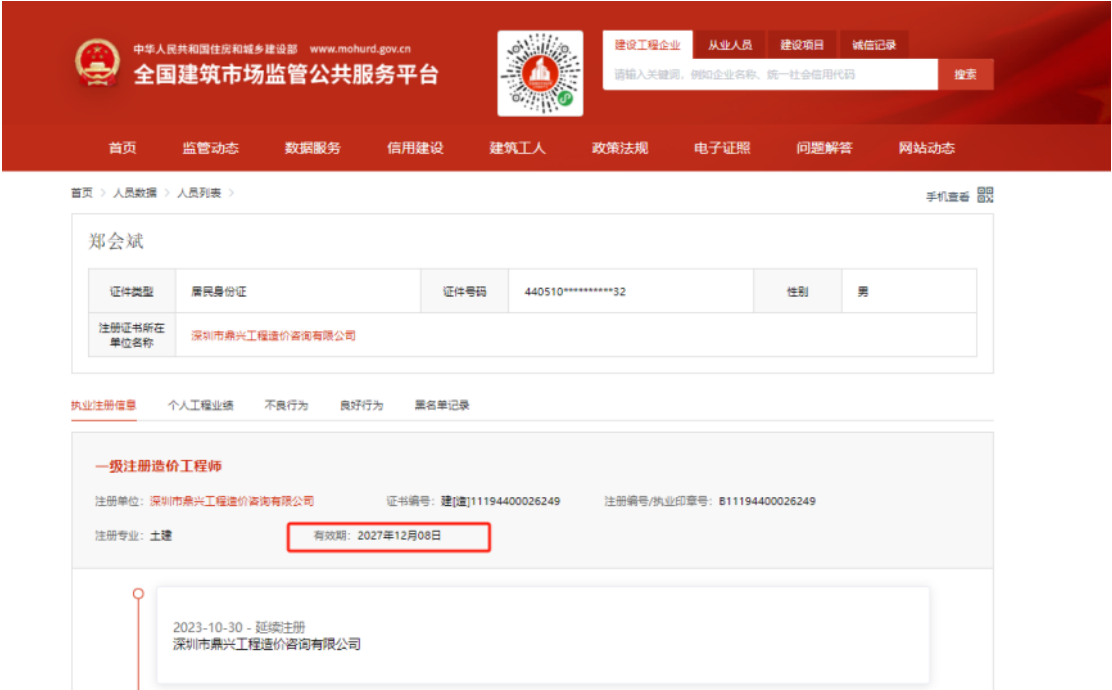 中华人民共和国住房和城乡建设部 www.mohurd.gov.cn
全国建筑市场监管公共服务平台
建设工程企业 从业人员 建设项目 诚信记录
请输入关键词，例如企业名称、统一社会信用代码 搜索
首页 监管动态 数据服务 信用建设 建筑工人 政策法规 电子证照 问题解答 网站动态
首页 > 人员数据 > 人员列表 >
手机查看
郑会斌
证件类型 居民身份证 证件号码 440510**********32 性别 男
注册证书所在
单位名称
深圳市鼎兴工程造价咨询有限公司
执业注册信息 个人工程业绩 不良行为 良好行为 黑名单记录
一级注册造价工程师
注册单位：深圳市鼎兴工程造价咨询有限公司 证书编号：建[造]11194400026249 注册编号/执业印章号：B11194400026249
注册专业：土建 有效期：2027年12月08日
2023-10-30 - 延续注册
深圳市鼎兴工程造价咨询有限公司